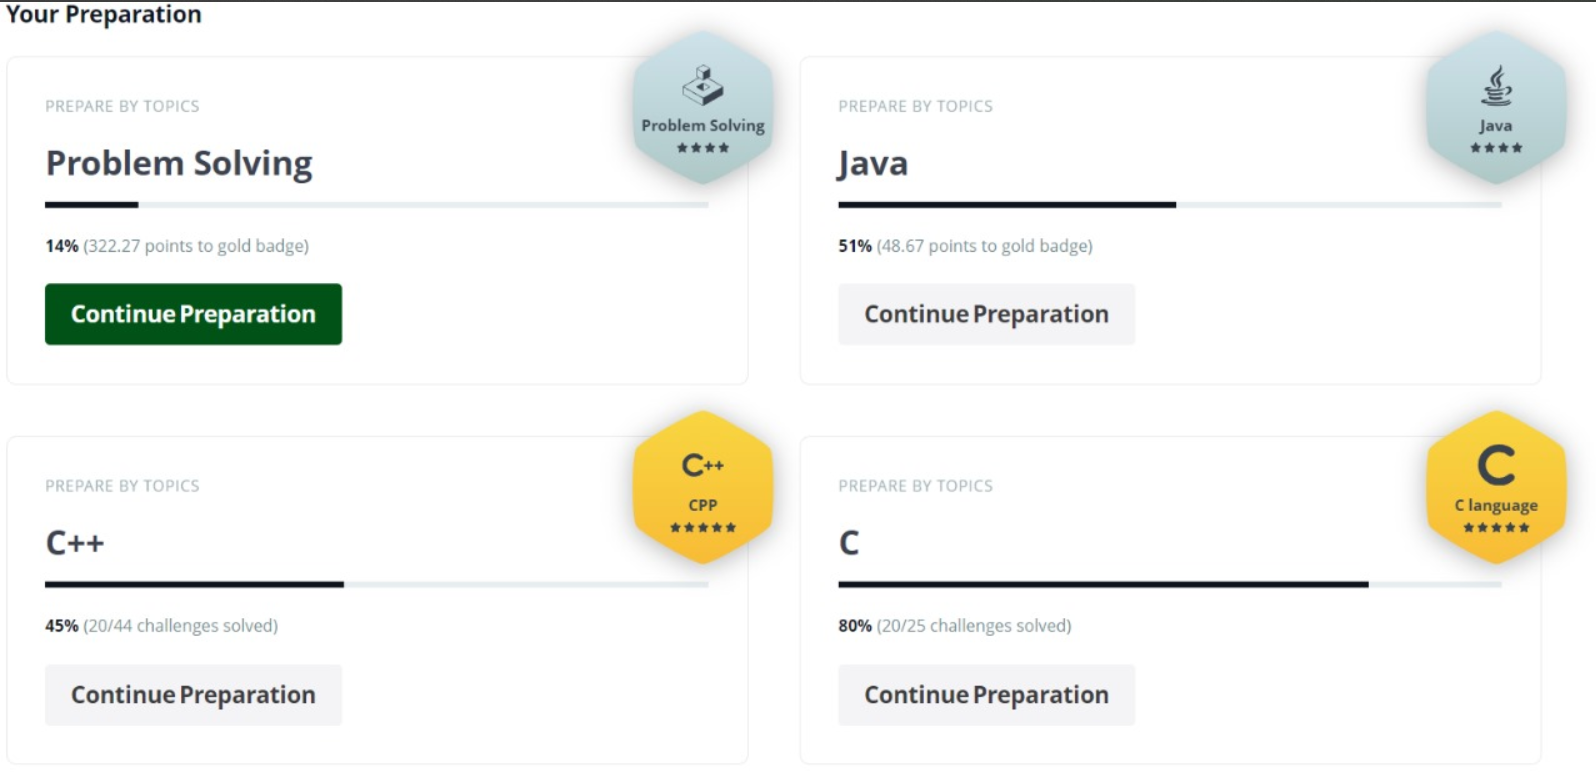 Your Preparation
PREPARE BY TOPICS
Problem Solving
14% (322.27 points to gold badge)
Continue Preparation
Problem Solving
★★★★
PREPARE BY TOPICS
Java
51% (48.67 points to gold badge)
Continue Preparation
Java
★★★★
PREPARE BY TOPICS
C++
45% (20/44 challenges solved)
Continue Preparation
C++
CPP
★★★★★
PREPARE BY TOPICS
C
80% (20/25 challenges solved)
Continue Preparation
C
C language
★★★★★